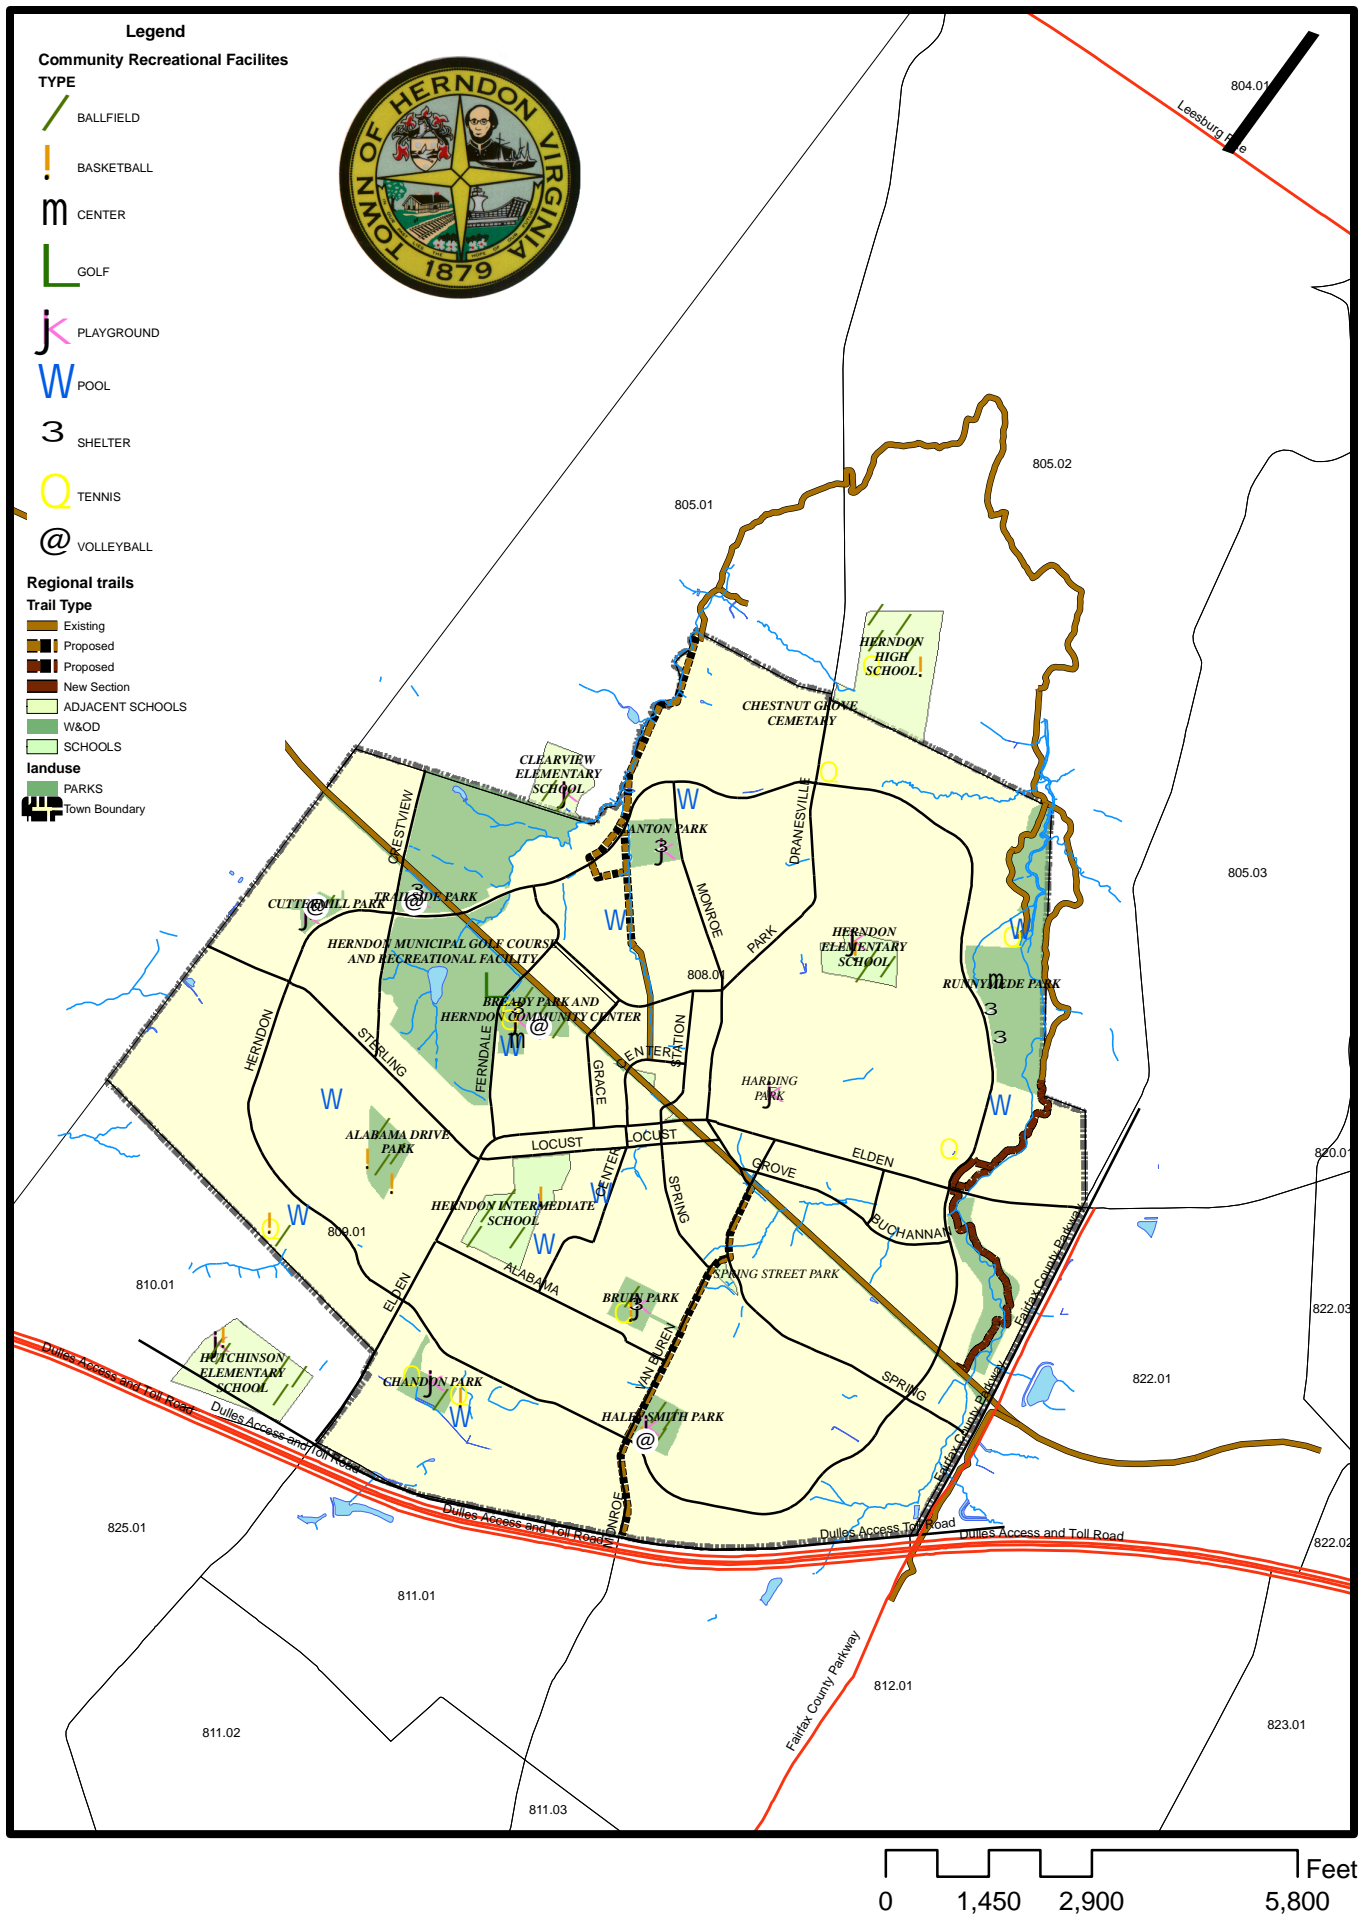 Legend
Community Recreational Facilites
TYPE
BALLFIELD
BASKETBALL
m CENTER
GOLF
PLAYGROUND
W POOL
3 SHELTER
Q TENNIS
@ VOLLEYBALL
Regional trails
Trail Type
Existing
Proposed
Proposed
New Section
ADJACENT SCHOOLS
W&OD
SCHOOLS
landuse
PARKS
Town Boundary
TOWN OF HERNDON VIRGINIA
1879
804.01
805.02
805.01
HERNDON
HIGH
SCHOOL
CHESTNUT GROVE
CEMETARY
CLEARVIEW
ELEMENTARY
SCHOOL
CRESTVIEW
DRANESVILLE
ANTON PARK
805.03
MONROE
CUTTERMILL PARK
TRAILSIDE PARK
PARK
HERNDON
ELEMENTARY
SCHOOL
HERNDON MUNICIPAL GOLF COURSE
AND RECREATIONAL FACILITY
808.01
RUNNYMEDE PARK
BREADY PARK AND
HERNDON COMMUNITY CENTER
HERNDON
STERLING
FERNDALE
GRACE
CENTER
STATION
HARDING
PARK
ALABAMA DRIVE
PARK
LOCUST
LOCUST
ELDEN
GROVE
820.01
CENTER
SPRING
HERNDON INTERMEDIATE
SCHOOL
BUCHANNAN
809.01
810.01
ALABAMA
SPRING STREET PARK
ELDEN
BRUIN PARK
Fairfax County Parkway
822.03
HUTCHINSON
ELEMENTARY
SCHOOL
VAN BUREN
CHANDON PARK
SPRING
822.01
Dulles Access and Toll Road
Dulles Access and Toll Road
HALEY SMITH PARK
Fairfax County Parkway
MONROE
Dulles Access and Toll Road
Dulles Access Toll Road
Dulles Access and Toll Road
825.01
822.02
811.01
812.01
Fairfax County Parkway
811.02
823.01
811.03
Feet
0 1,450 2,900 5,800